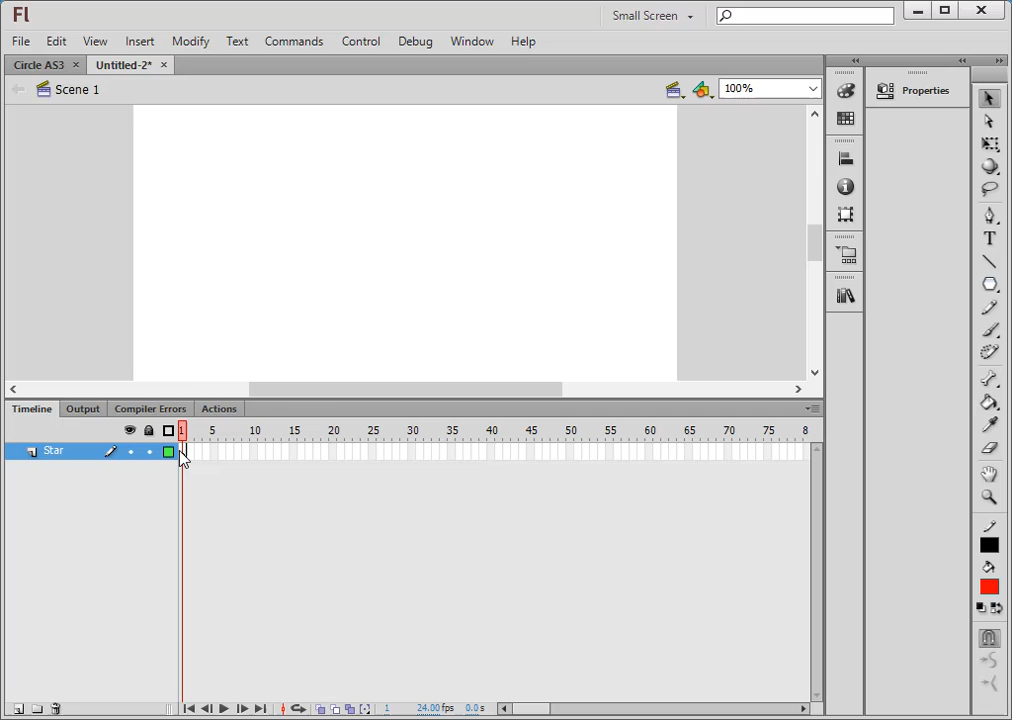 Fl
Small Screen
File Edit View Insert Modify Text Commands Control Debug Window Help
Circle AS3 × Untitled-2* ×
Scene 1
100%
Properties
Timeline Output Compiler Errors Actions
1 5 10 15 20 25 30 35 40 45 50 55 60 65 70 75 8
Star
1 24.00 fps 0.0 s
T